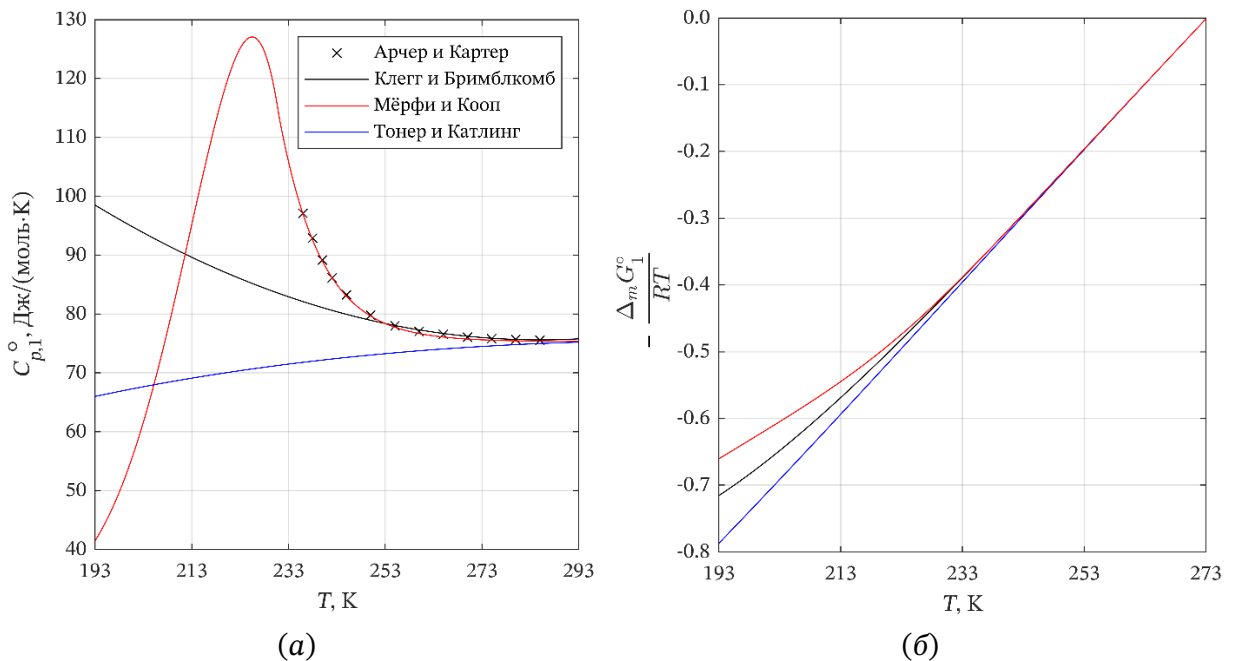 130
120
110
100
90
80
70
60
50
40
193
213
233
253
273
293
C°p,1, Дж/(моль·К)
T, К
Арчер и Картер
Клегг и Бримблкомб
Мёрфи и Кооп
Тонер и Катлинг
(а)
0.0
-0.1
-0.2
-0.3
-0.4
-0.5
-0.6
-0.7
-0.8
193
213
233
253
273
− ΔmG°1
RT
T, К
(б)